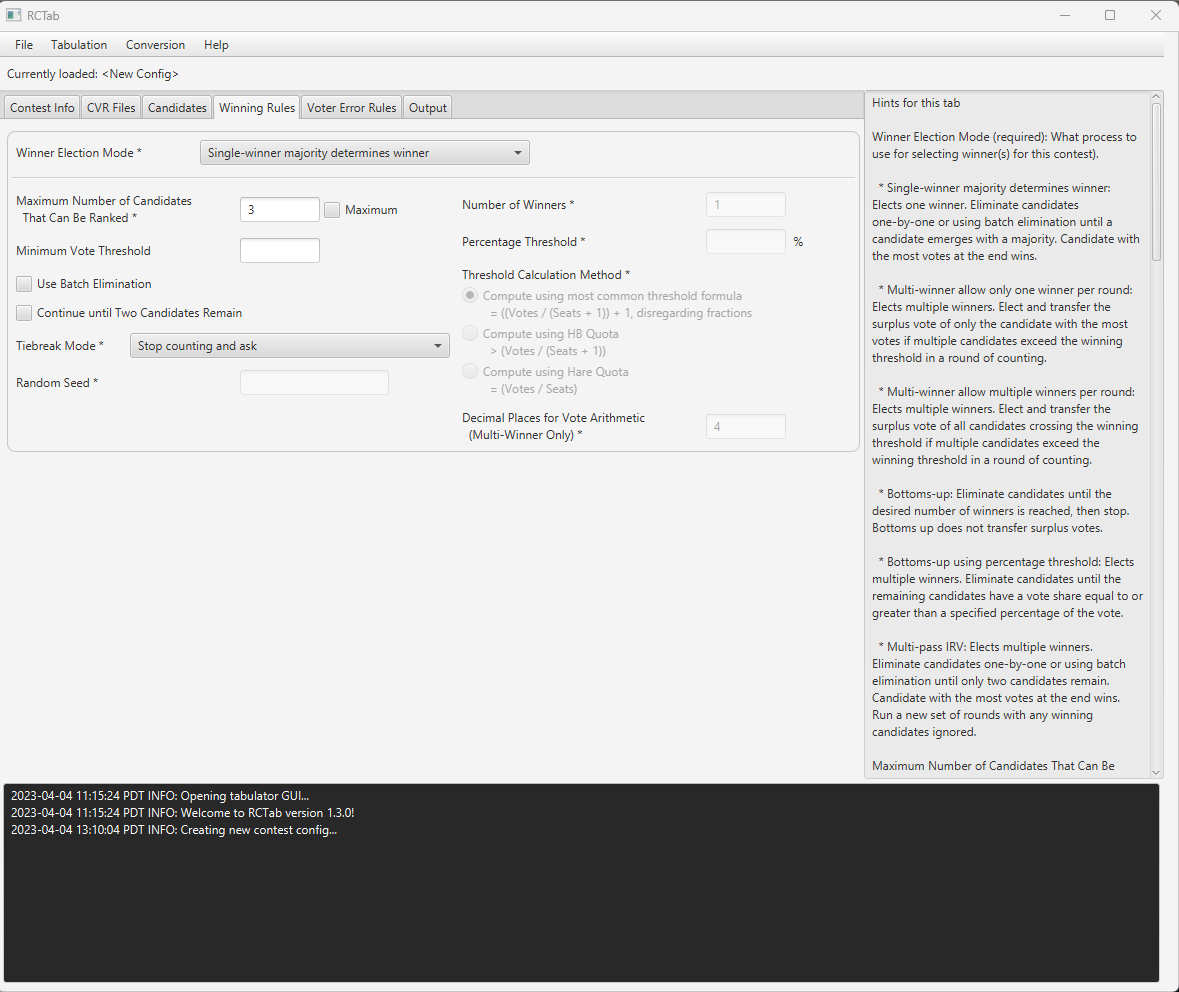 RCTab
File Tabulation Conversion Help
Currently loaded: <New Config>
Contest Info CVR Files Candidates Winning Rules Voter Error Rules Output
Winner Election Mode * Single-winner majority determines winner
Maximum Number of Candidates
That Can Be Ranked * 3 Maximum
Minimum Vote Threshold
Use Batch Elimination
Continue until Two Candidates Remain
Tiebreak Mode * Stop counting and ask
Random Seed *
Number of Winners * 1
Percentage Threshold * %
Threshold Calculation Method *
Compute using most common threshold formula
= ((Votes / (Seats + 1)) + 1, disregarding fractions
Compute using HB Quota
> (Votes / (Seats + 1))
Compute using Hare Quota
= (Votes / Seats)
Decimal Places for Vote Arithmetic
(Multi-Winner Only) * 4
Hints for this tab
Winner Election Mode (required): What process to
use for selecting winner(s) for this contest).
* Single-winner majority determines winner:
Elects one winner. Eliminate candidates
one-by-one or using batch elimination until a
candidate emerges with a majority. Candidate with
the most votes at the end wins.
* Multi-winner allow only one winner per round:
Elects multiple winners. Elect and transfer the
surplus vote of only the candidate with the most
votes if multiple candidates exceed the winning
threshold in a round of counting.
* Multi-winner allow multiple winners per round:
Elects multiple winners. Elect and transfer the
surplus vote of all candidates crossing the winning
threshold if multiple candidates exceed the
winning threshold in a round of counting.
* Bottoms-up: Eliminate candidates until the
desired number of winners is reached, then stop.
Bottoms up does not transfer surplus votes.
* Bottoms-up using percentage threshold: Elects
multiple winners. Eliminate candidates until the
remaining candidates have a vote share equal to or
greater than a specified percentage of the vote.
* Multi-pass IRV: Elects multiple winners.
Eliminate candidates one-by-one or using batch
elimination until only two candidates remain.
Candidate with the most votes at the end wins.
Run a new set of rounds with any winning
candidates ignored.
Maximum Number of Candidates That Can Be
2023-04-04 11:15:24 PDT INFO: Opening tabulator GUI...
2023-04-04 11:15:24 PDT INFO: Welcome to RCTab version 1.3.0!
2023-04-04 13:10:04 PDT INFO: Creating new contest config...